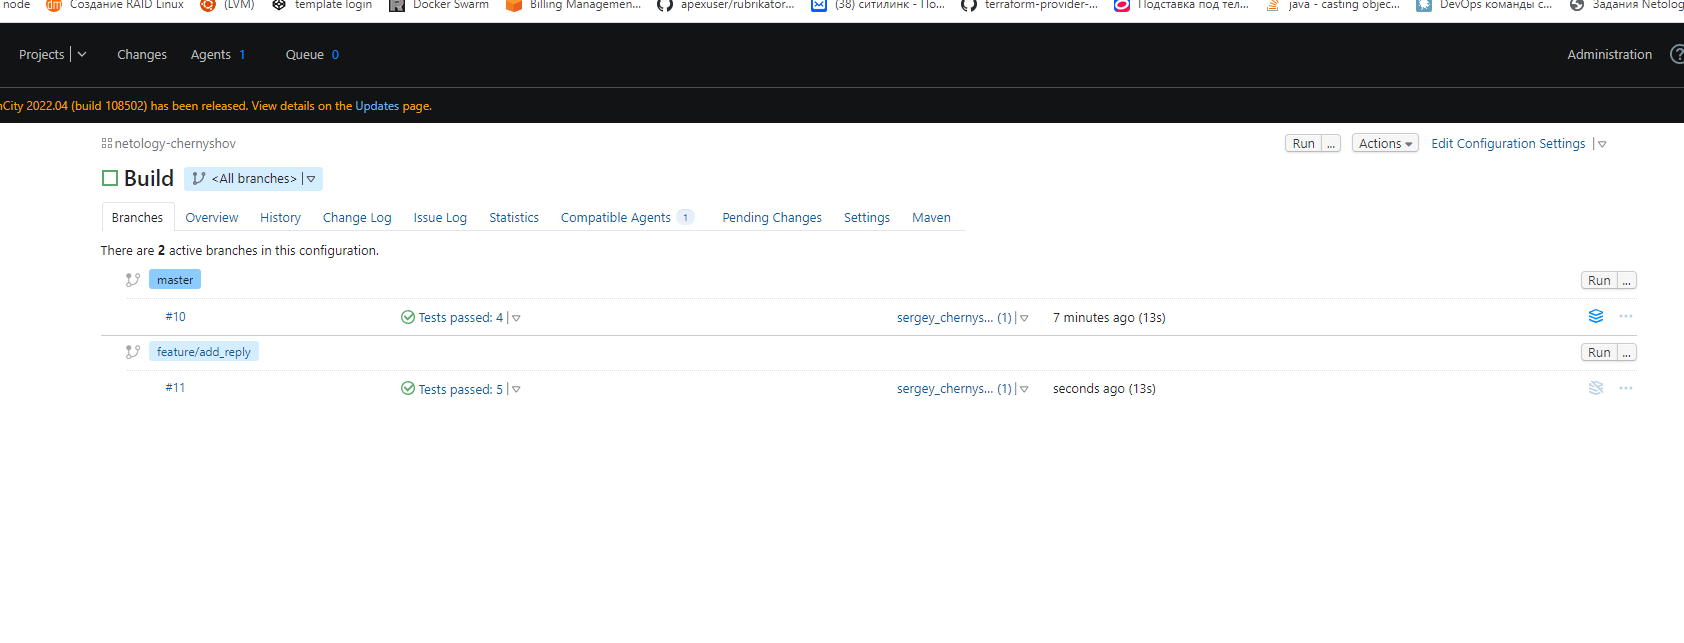 node Создание RAID Linux (LVM) template login Docker Swarm Billing Managemen... apexuser/rubrikator... (38) ситилинк - По... terraform-provider-... Подставка под тел... java - casting objec... DevOps команды с... Задания Netolog
Projects Changes Agents 1 Queue 0 Administration ?
nCity 2022.04 (build 108502) has been released. View details on the Updates page.
netology-chernyshov Run ... Actions Edit Configuration Settings
Build <All branches>
Branches Overview History Change Log Issue Log Statistics Compatible Agents 1 Pending Changes Settings Maven
There are 2 active branches in this configuration.
master Run ...
#10 Tests passed: 4 sergey_chernys... (1) 7 minutes ago (13s)
feature/add_reply Run ...
#11 Tests passed: 5 sergey_chernys... (1) seconds ago (13s)